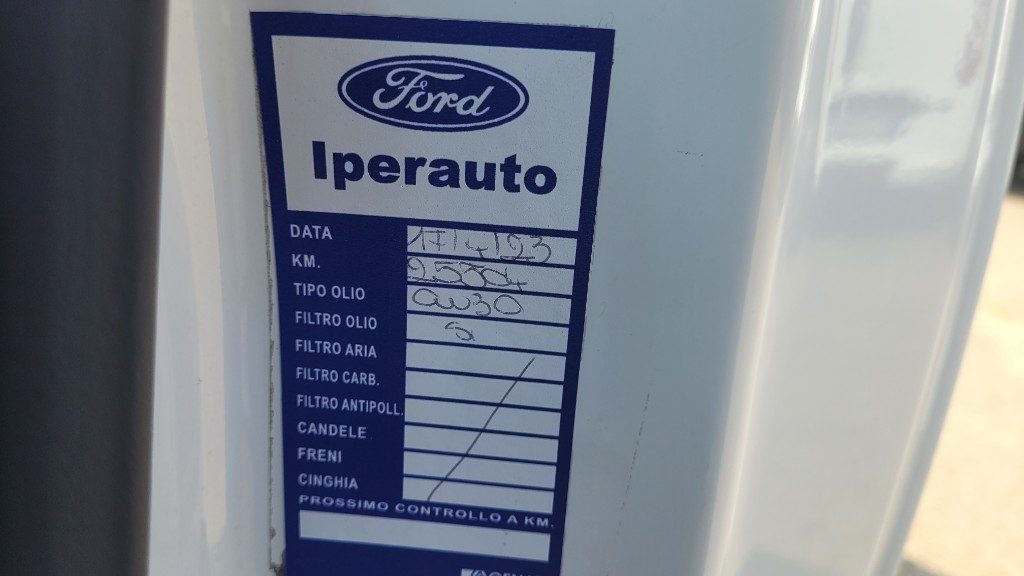 Ford
Iperauto
DATA 17/4/23
KM. 25304
TIPO OLIO 0W30
FILTRO OLIO S
FILTRO ARIA
FILTRO CARB.
FILTRO ANTIPOLL.
CANDELE
FRENI
CINGHIA
PROSSIMO CONTROLLO A KM.